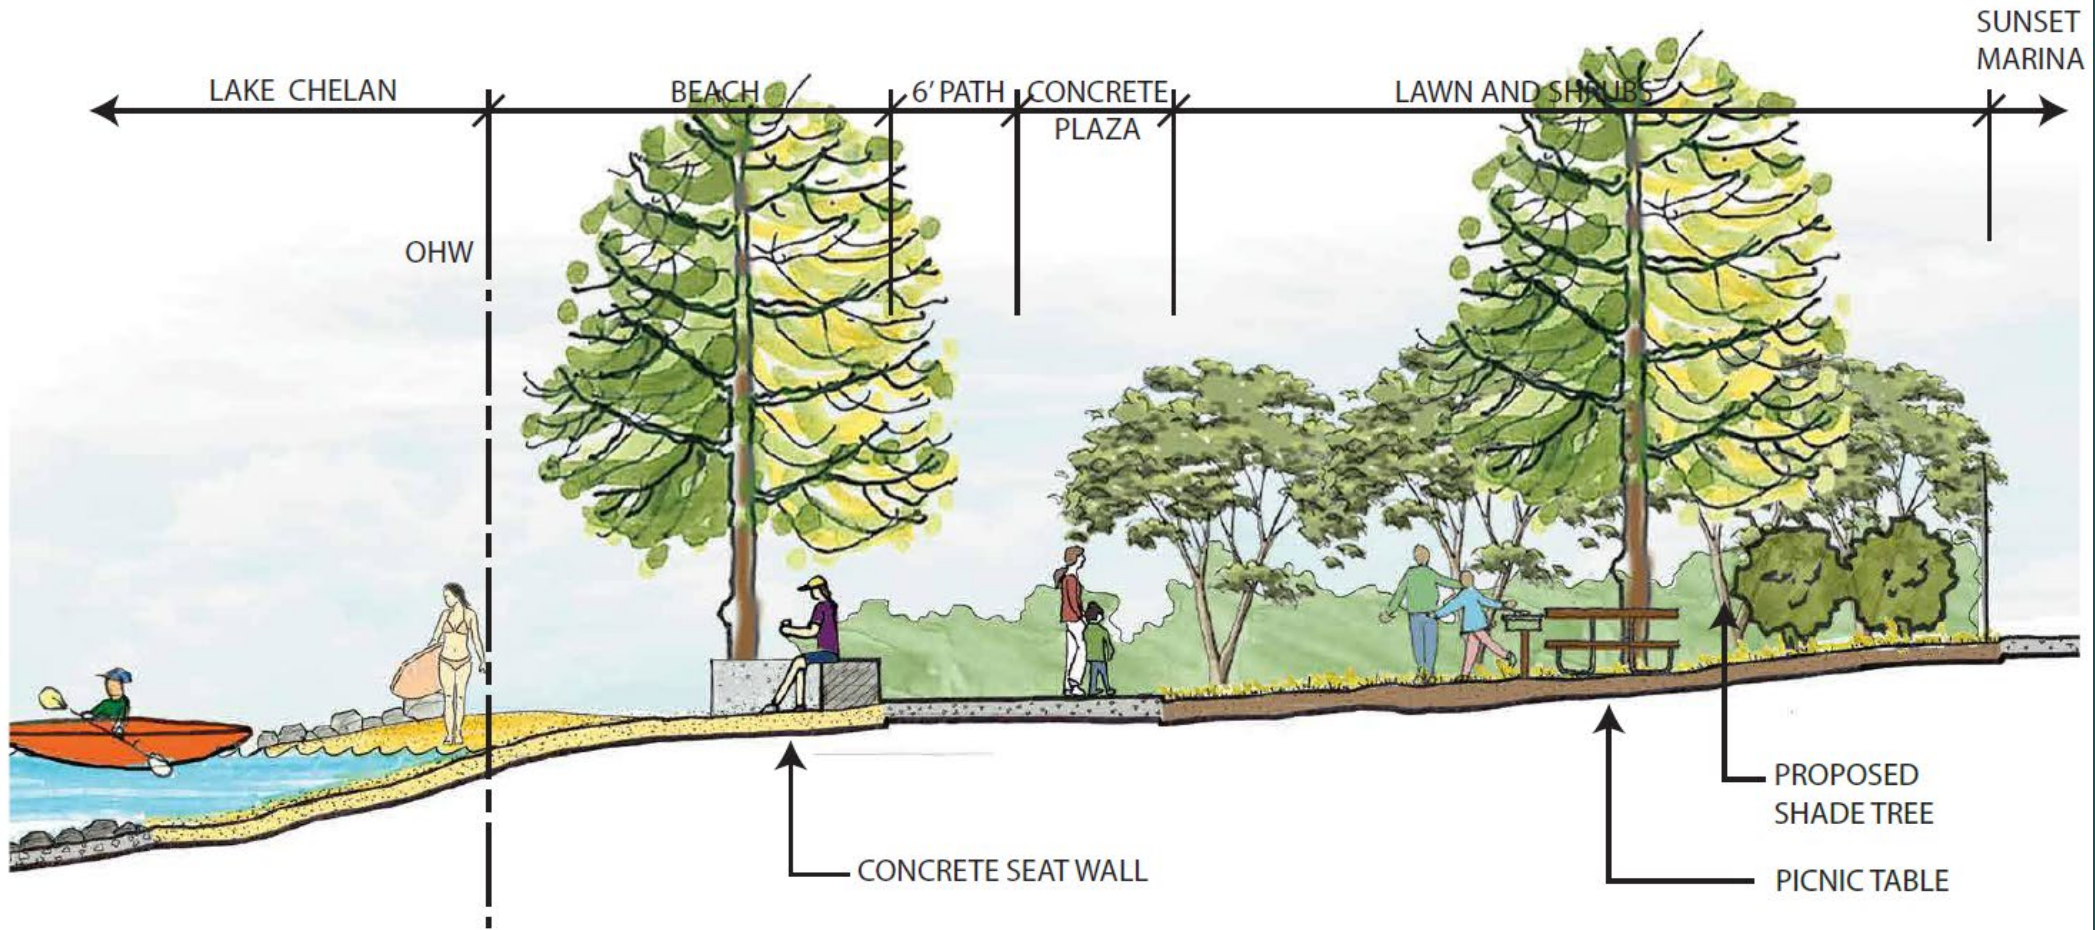 SUNSET
MARINA
LAKE CHELAN
BEACH
6' PATH
CONCRETE
PLAZA
LAWN AND SHRUBS
OHW
PROPOSED
SHADE TREE
CONCRETE SEAT WALL
PICNIC TABLE